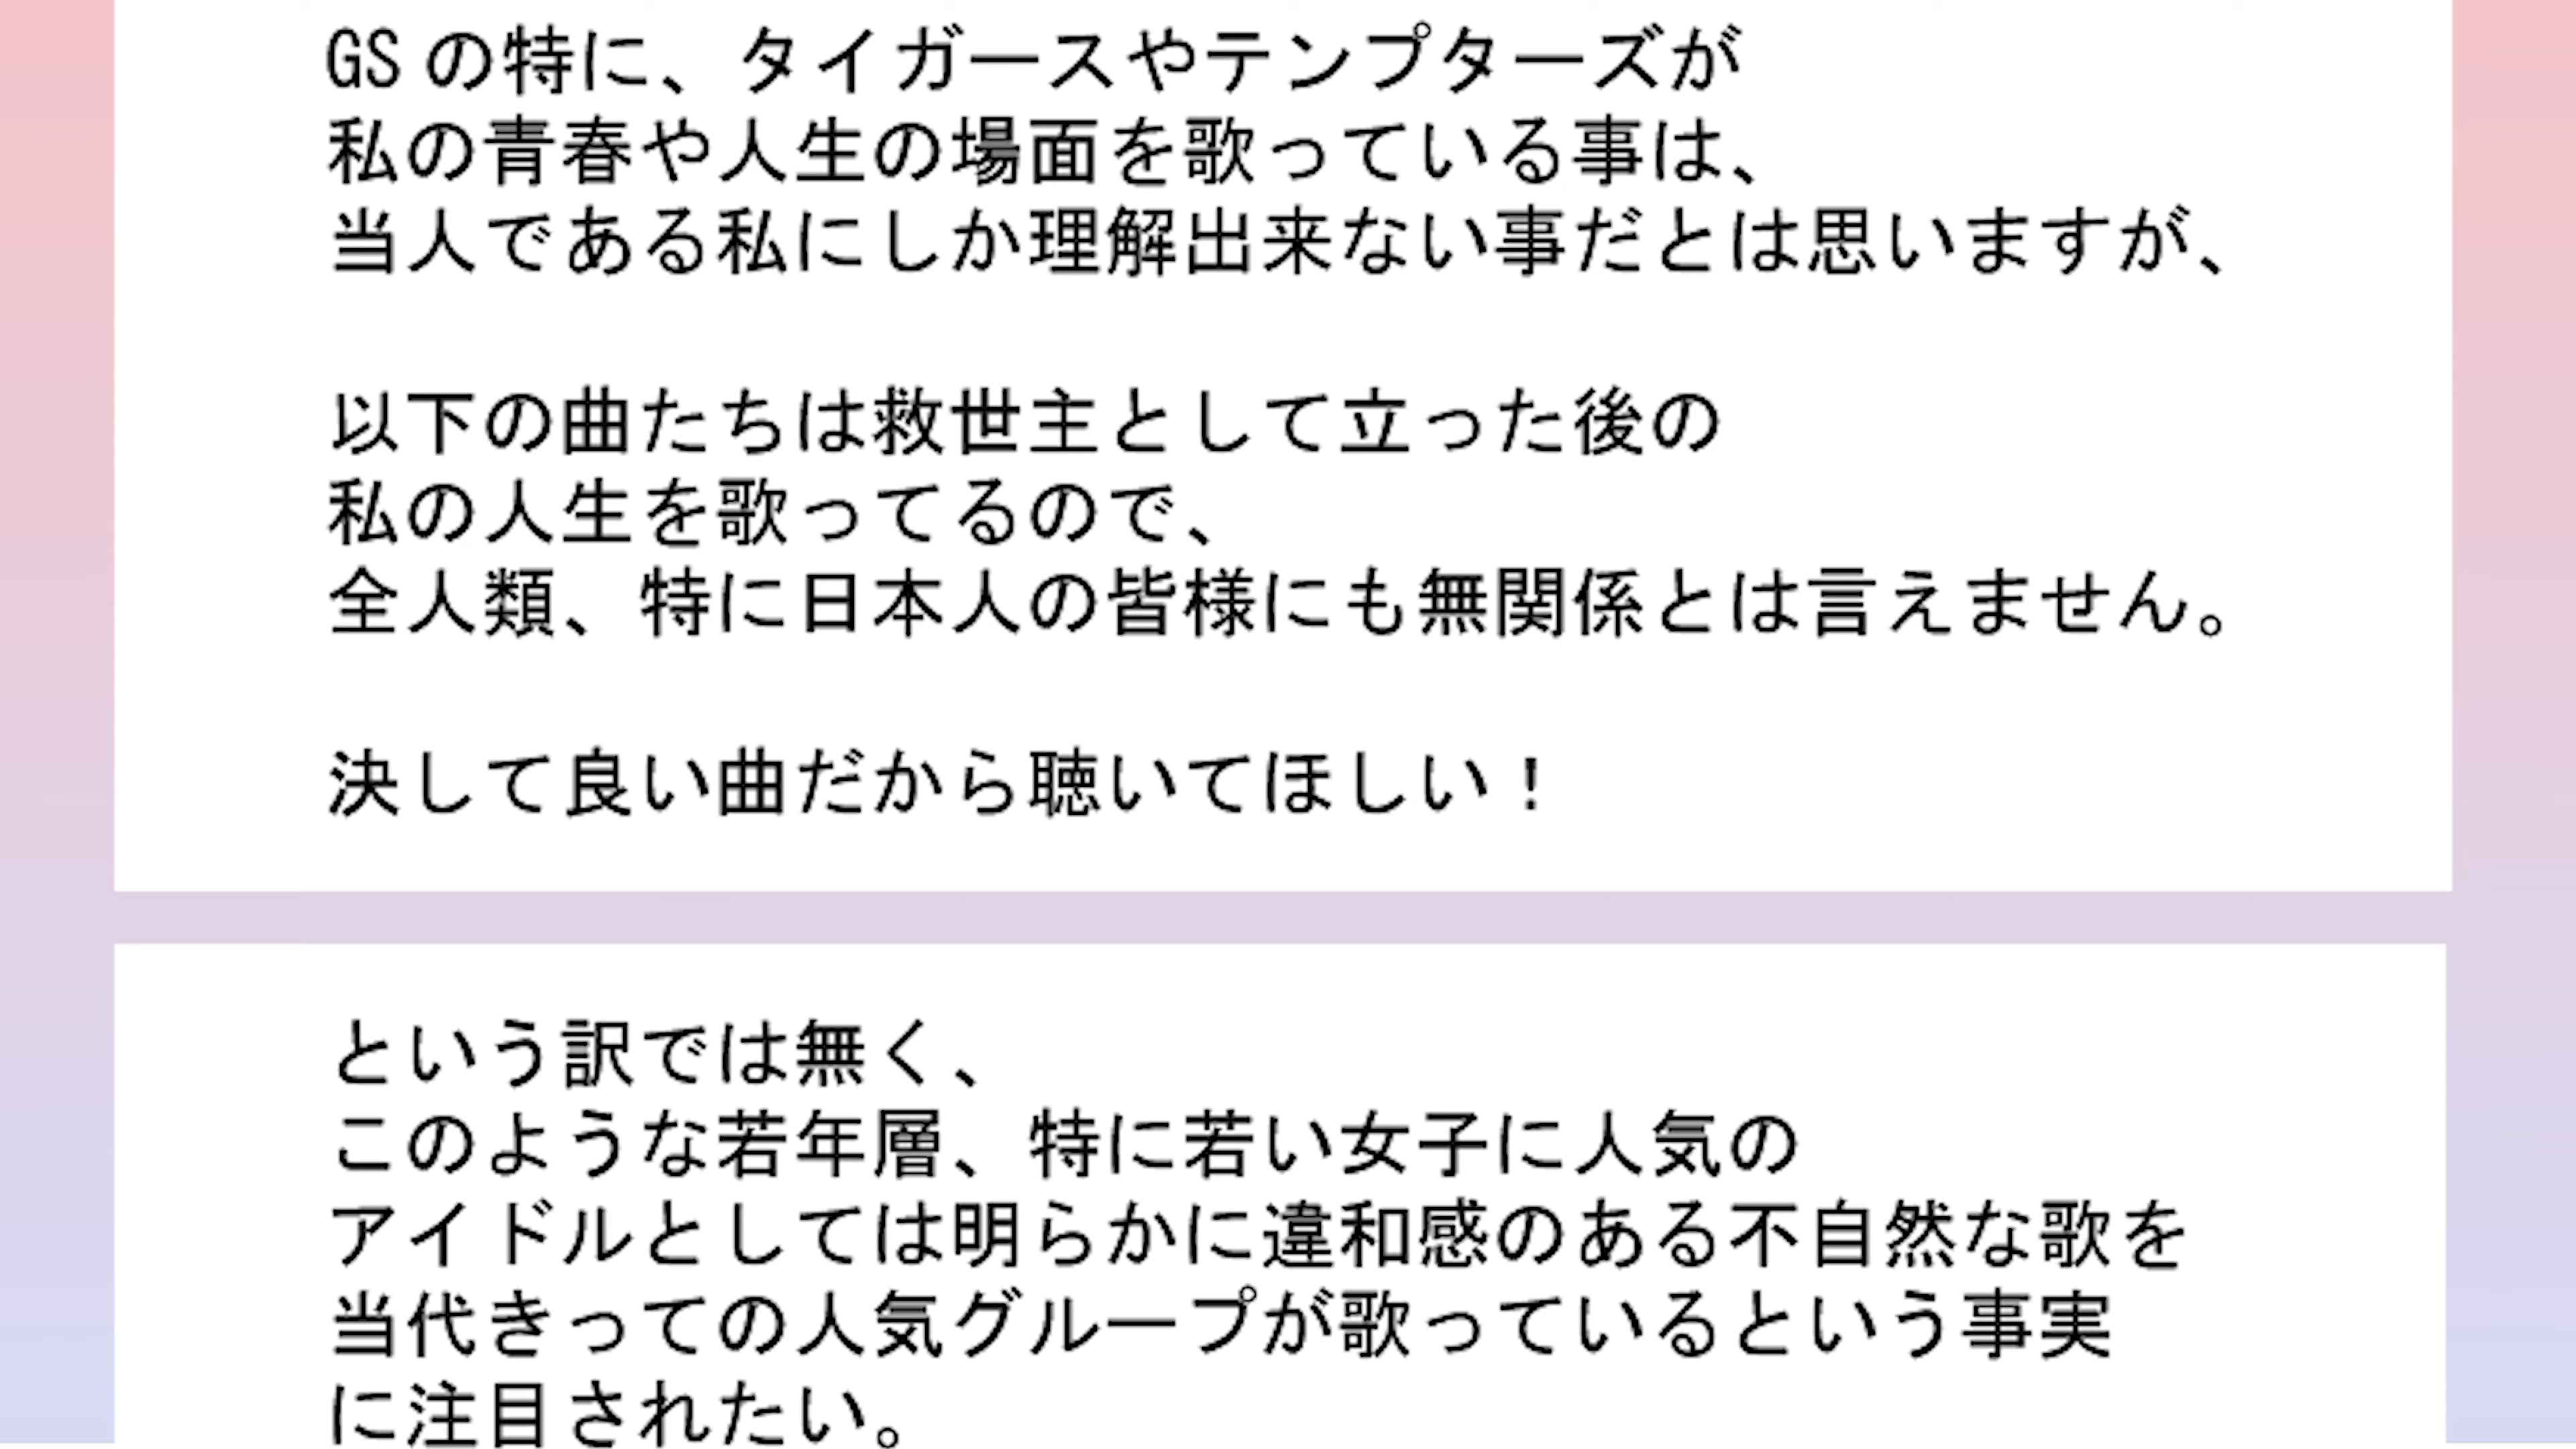 GSの特に、タイガースやテンプターズが
私の青春や人生の場面を歌っている事は、
当人である私にしか理解出来ない事だとは思いますが、
以下の曲たちは救世主として立った後の
私の人生を歌ってるので、
全人類、特に日本人の皆様にも無関係とは言えません。
決して良い曲だから聴いてほしい！
という訳では無く、
このような若年層、特に若い女子に人気の
アイドルとしては明らかに違和感のある不自然な歌を
当代きっての人気グループが歌っているという事実
に注目されたい。